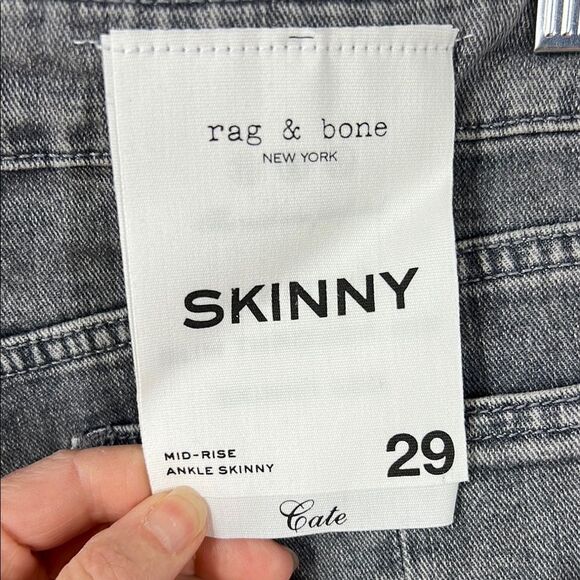 rag & bone
NEW YORK
SKINNY
MID-RISE
ANKLE SKINNY
29
Cate